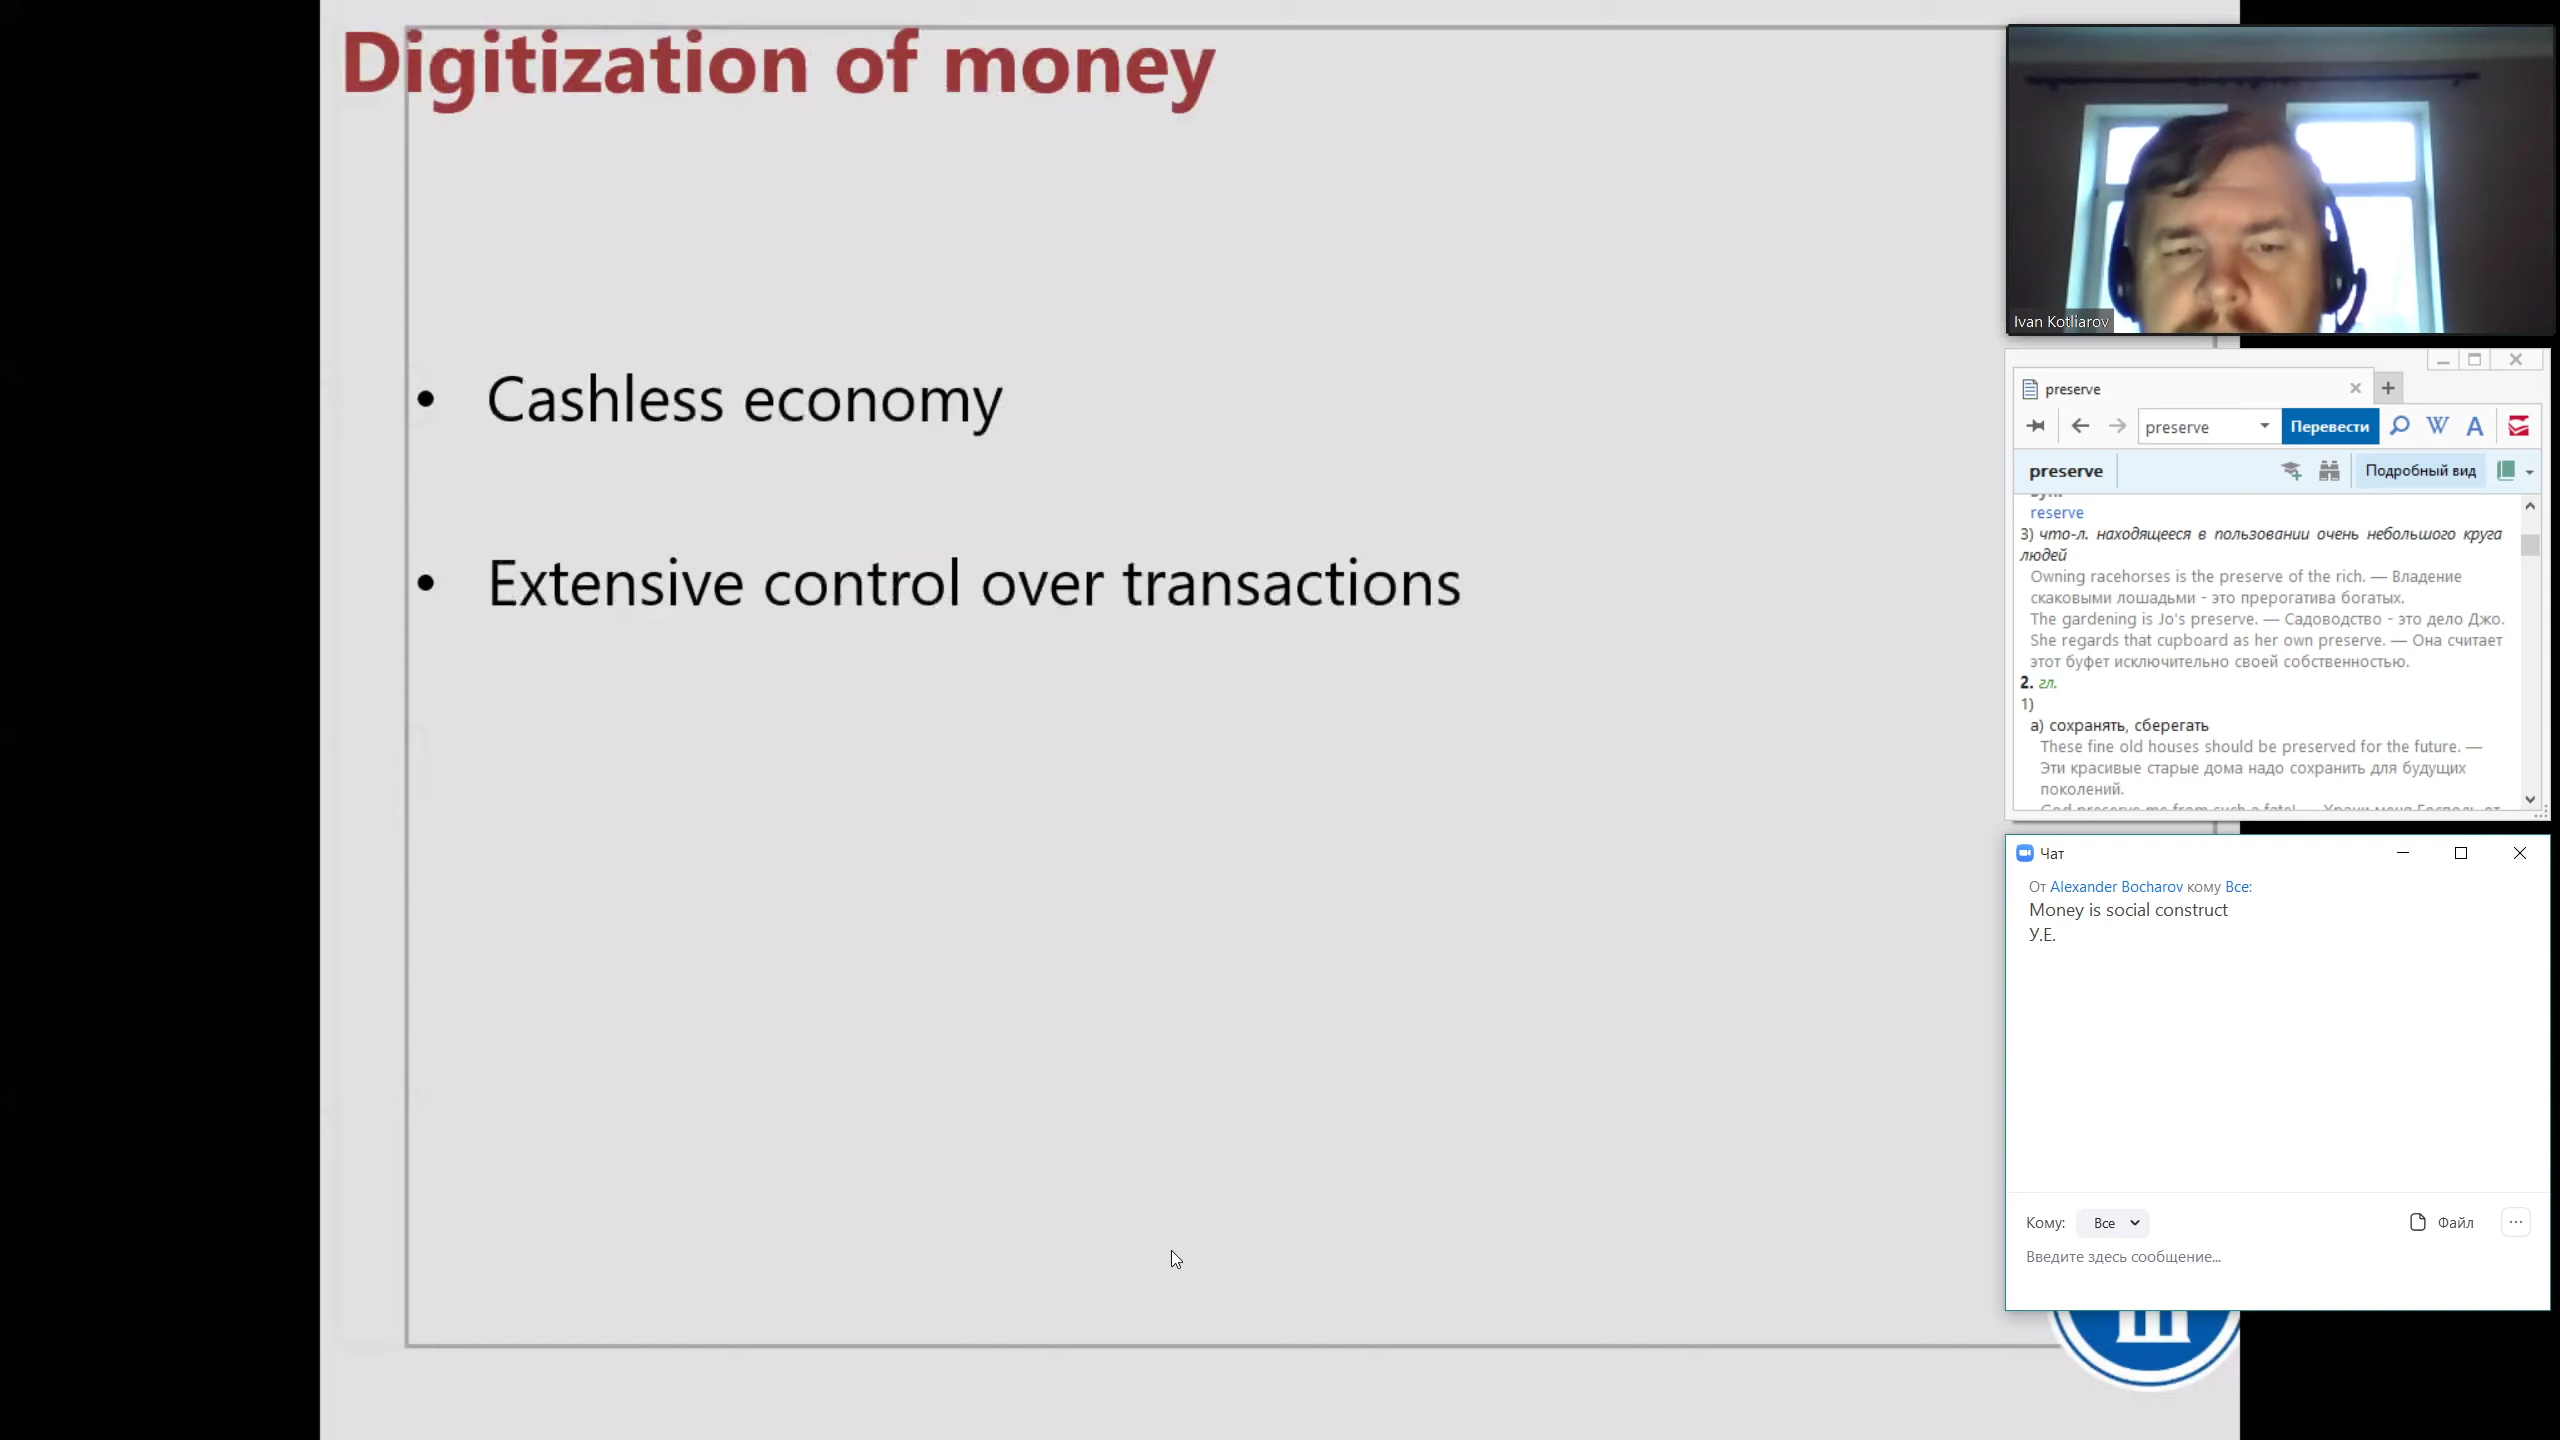 Digitization of money
• Cashless economy
• Extensive control over transactions
Ivan Kotliarov
preserve
preserve
Перевести
preserve
Подробный вид
reserve
3) что-л. находящееся в пользовании очень небольшого круга
людей
Owning racehorses is the preserve of the rich. — Владение
скаковыми лошадьми - это прерогатива богатых.
The gardening is Jo's preserve. — Садоводство - это дело Джо.
She regards that cupboard as her own preserve. — Она считает
этот буфет исключительно своей собственностью.
2. гл.
1)
а) сохранять, сберегать
These fine old houses should be preserved for the future. —
Эти красивые старые дома надо сохранить для будущих
поколений.
Чат
От Alexander Bocharov кому Все:
Money is social construct
У.Е.
Кому: Все
Файл
Введите здесь сообщение...